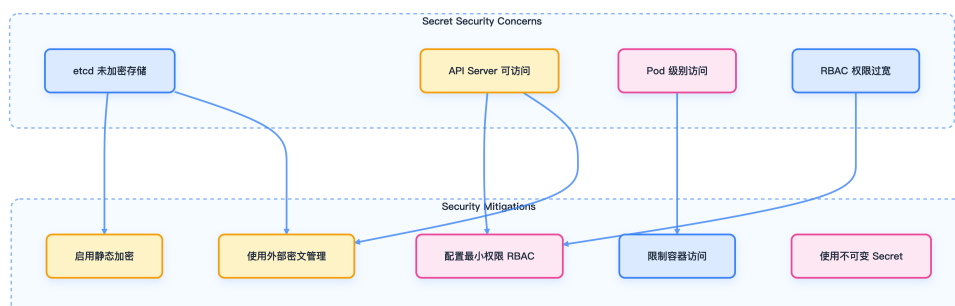 Secret Security Concerns
etcd 未加密存储
API Server 可访问
Pod 级别访问
RBAC 权限过宽
Security Mitigations
启用静态加密
使用外部密文管理
配置最小权限 RBAC
限制容器访问
使用不可变 Secret